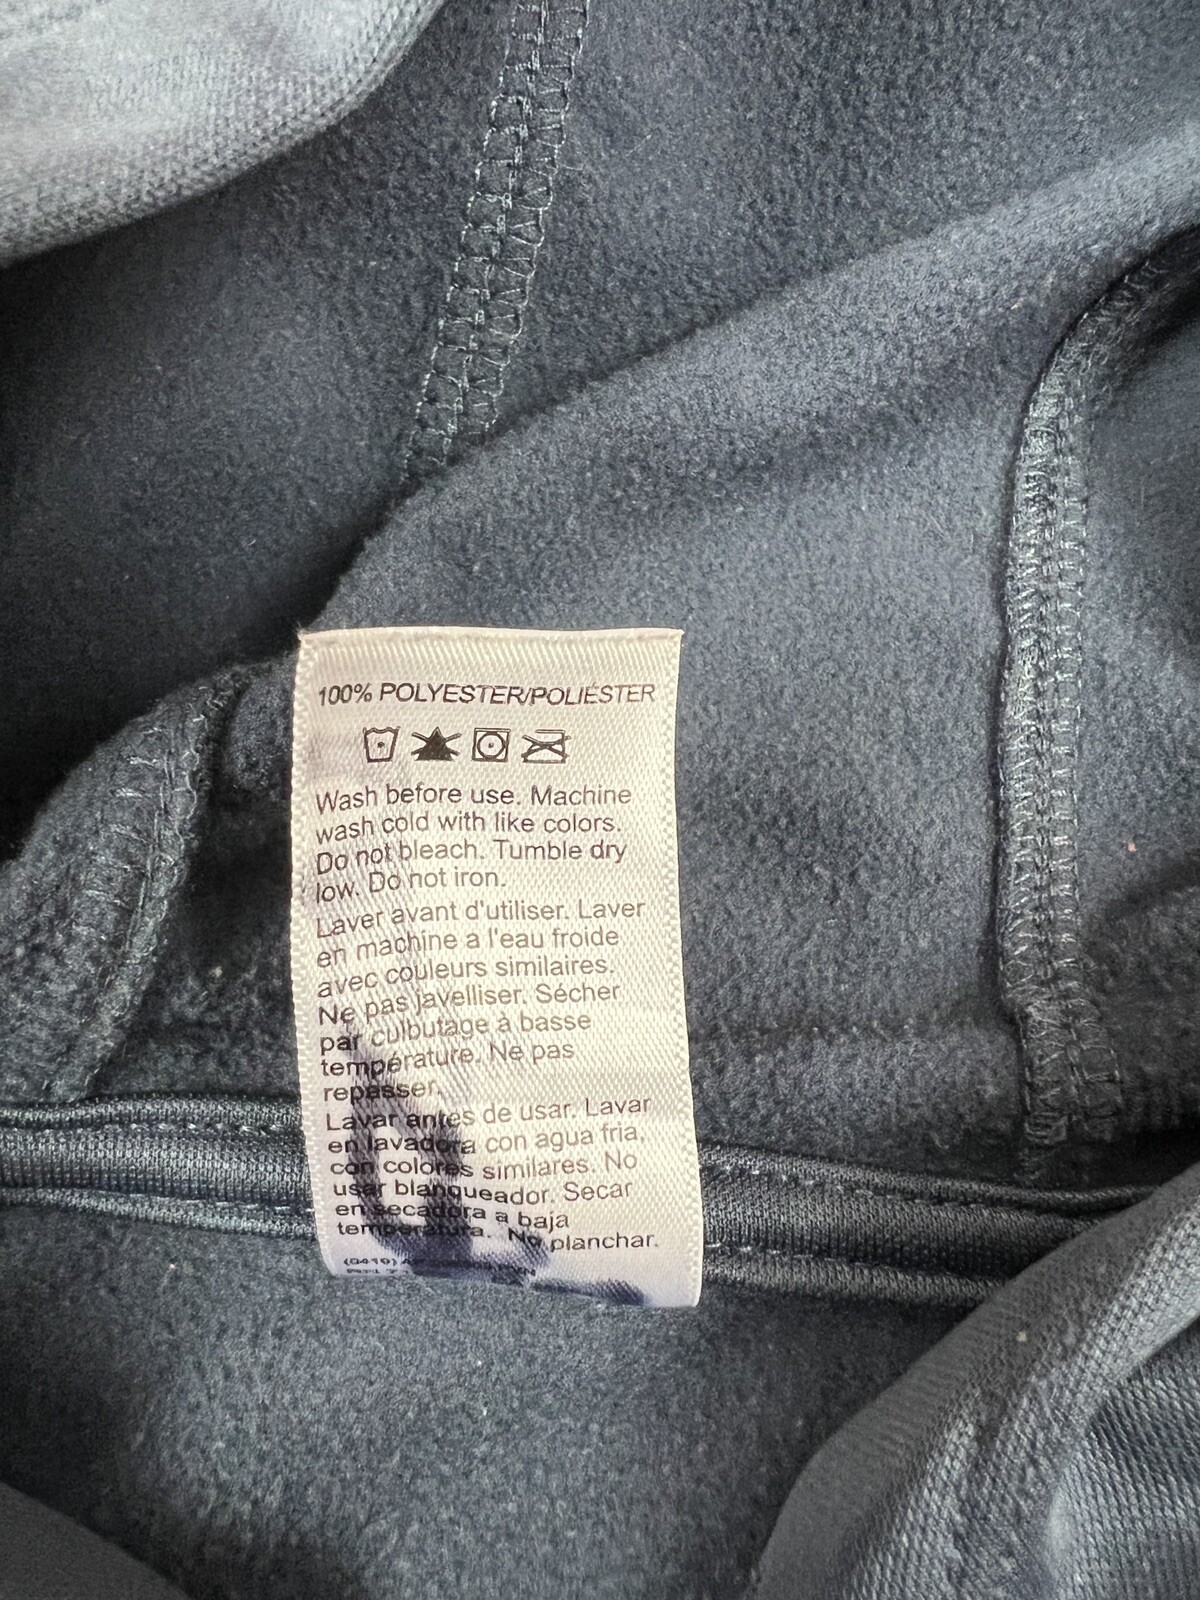 100% POLYESTER/POLIÉSTER
Wash before use. Machine
wash cold with like colors.
Do not bleach. Tumble dry
low. Do not iron.
Laver avant d'utiliser. Laver
en machine a l'eau froide
avec couleurs similaires.
Ne pas javelliser. Sécher
par culbutage à basse
température. Ne pas
repasser.
Lavar antes de usar. Lavar
en lavadora con agua fria,
con colores similares. No
usar blanqueador. Secar
en secadora a baja
temperatura. No planchar.
(0419)